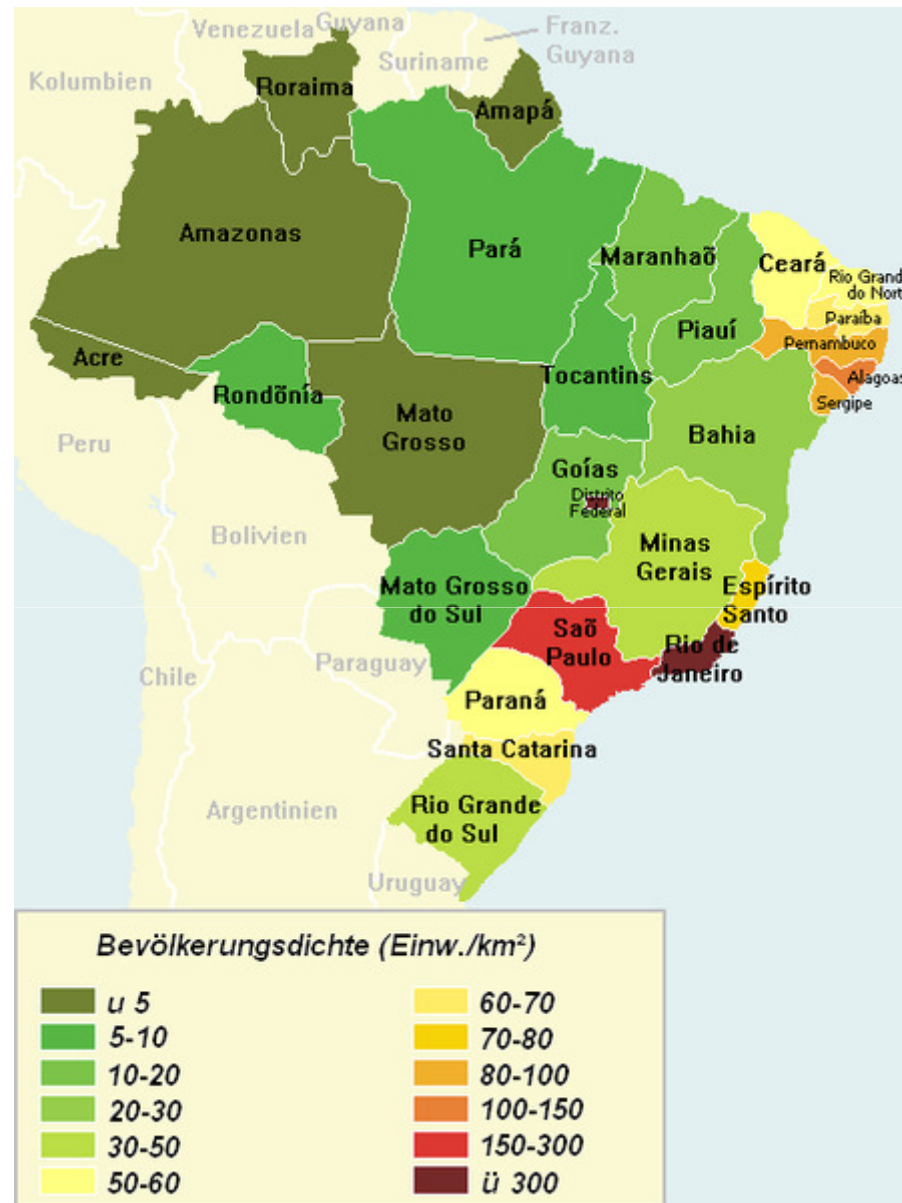 Venezuela
Guyana
Franz.
Guyana
Suriname
Kolumbien
Roraima
Amapá
Amazonas
Pará
Maranhaõ
Ceará
Rio Grand
do Nort
Paraíba
Piauí
Pernambuco
Acre
Rondõnía
Tocantins
Alagoas
Sergipe
Mato
Grosso
Bahia
Peru
Goías
Distrito
Federal
Bolivien
Minas
Gerais
Mato Grosso
do Sul
Espírito
Santo
Saõ
Paulo
Rio de
Janeiro
Paraguay
Chile
Paraná
Santa Catarina
Argentinien
Rio Grande
do Sul
Uruguay
Bevölkerungsdichte (Einw./km²)
u 5
5-10
10-20
20-30
30-50
50-60
60-70
70-80
80-100
100-150
150-300
ü 300